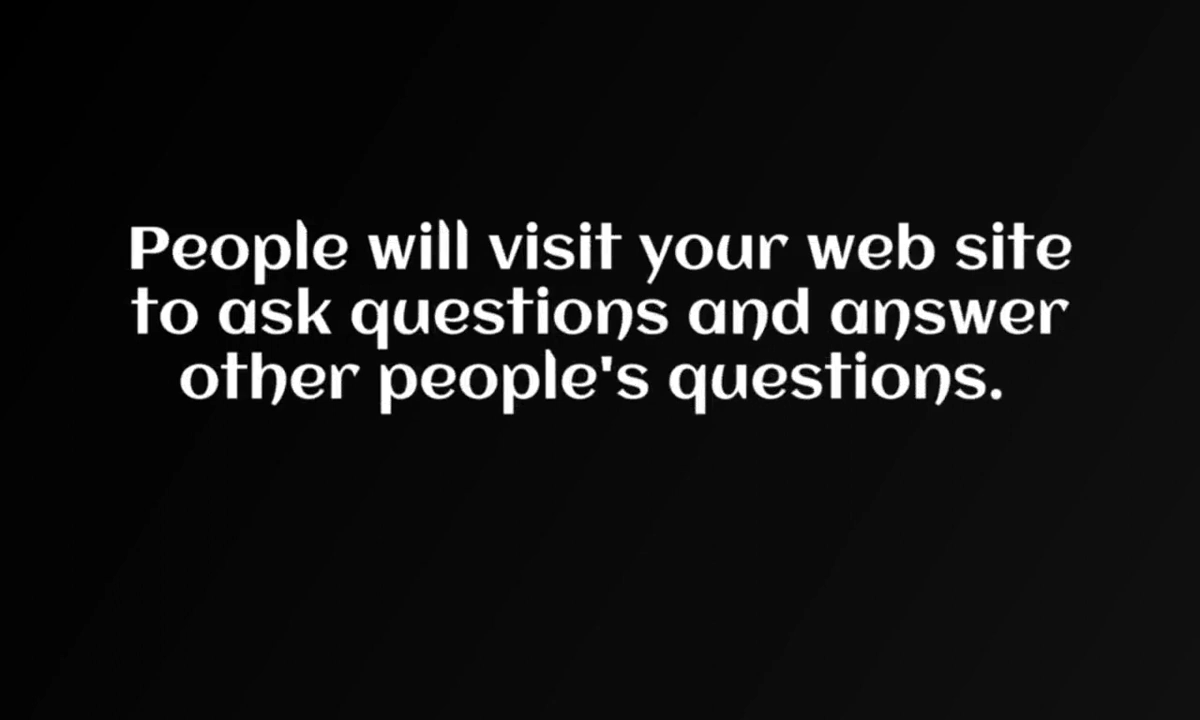 People will visit your web site
to ask questions and answer
other people's questions.